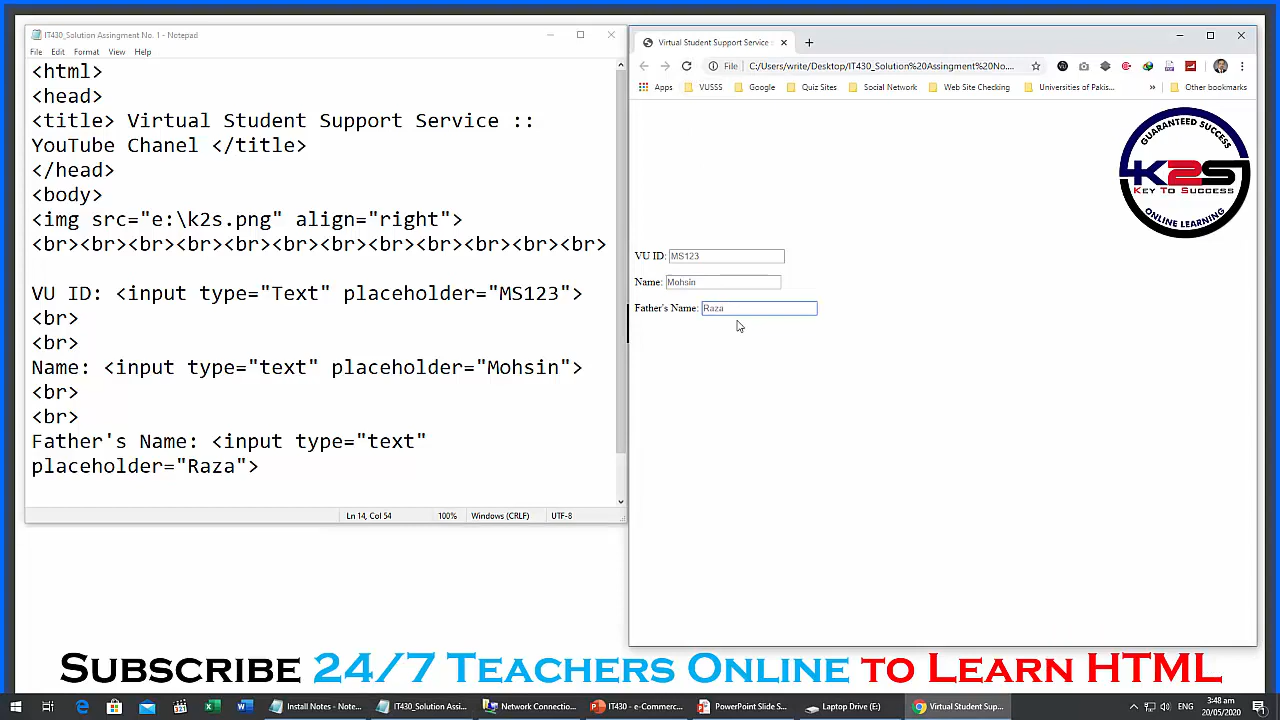 IT430_Solution Assingment No. 1 - Notepad
File Edit Format View Help
<html>
<head>
<title> Virtual Student Support Service ::
YouTube Chanel </title>
</head>
<body>
<img src="e:\k2s.png" align="right">
<br><br><br><br><br><br><br><br><br><br><br><br>
VU ID: <input type="Text" placeholder="MS123">
<br>
<br>
Name: <input type="text" placeholder="Mohsin">
<br>
<br>
Father's Name: <input type="text"
placeholder="Raza">
Ln 14, Col 54 100% Windows (CRLF) UTF-8
Virtual Student Support Service
File C:/Users/write/Desktop/IT430_Solution%20Assingment%20No....
Apps VUSSS Google Quiz Sites Social Network Web Site Checking Universities of Pakis... » Other bookmarks
GUARANTEED SUCCESS
K2S
KEY TO SUCCESS
ONLINE LEARNING
VU ID: MS123
Name: Mohsin
Father's Name: Raza
SUBSCRIBE 24/7 TEACHERS ONLINE TO LEARN HTML
Install Notes - Note... IT430_Solution Assi... Network Connectio... IT430 - e-Commerc... PowerPoint Slide S... Laptop Drive (E:) Virtual Student Sup... ENG
3:48 am
20/05/2020